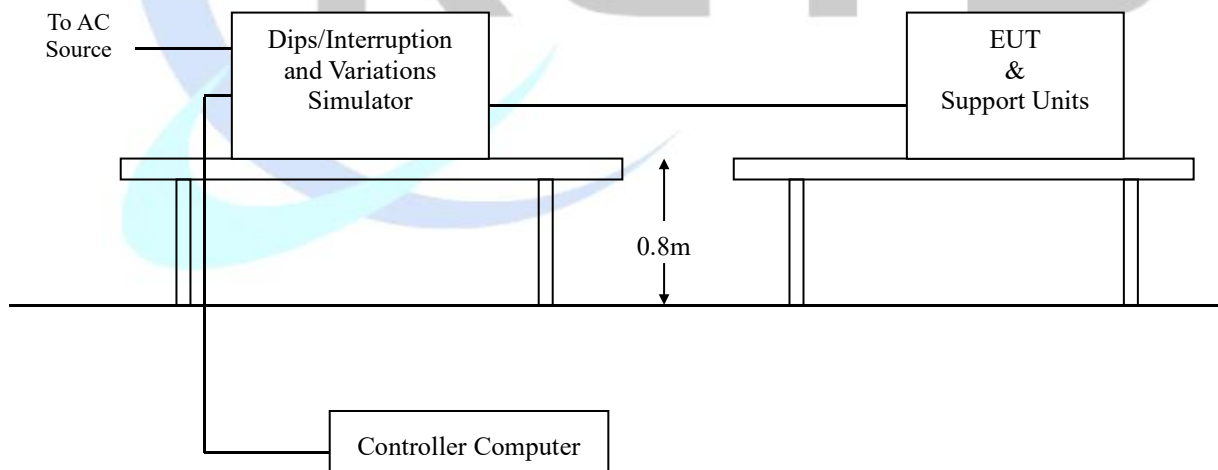 To AC
Source
Dips/Interruption
and Variations
Simulator
EUT
&
Support Units
0.8m
Controller Computer